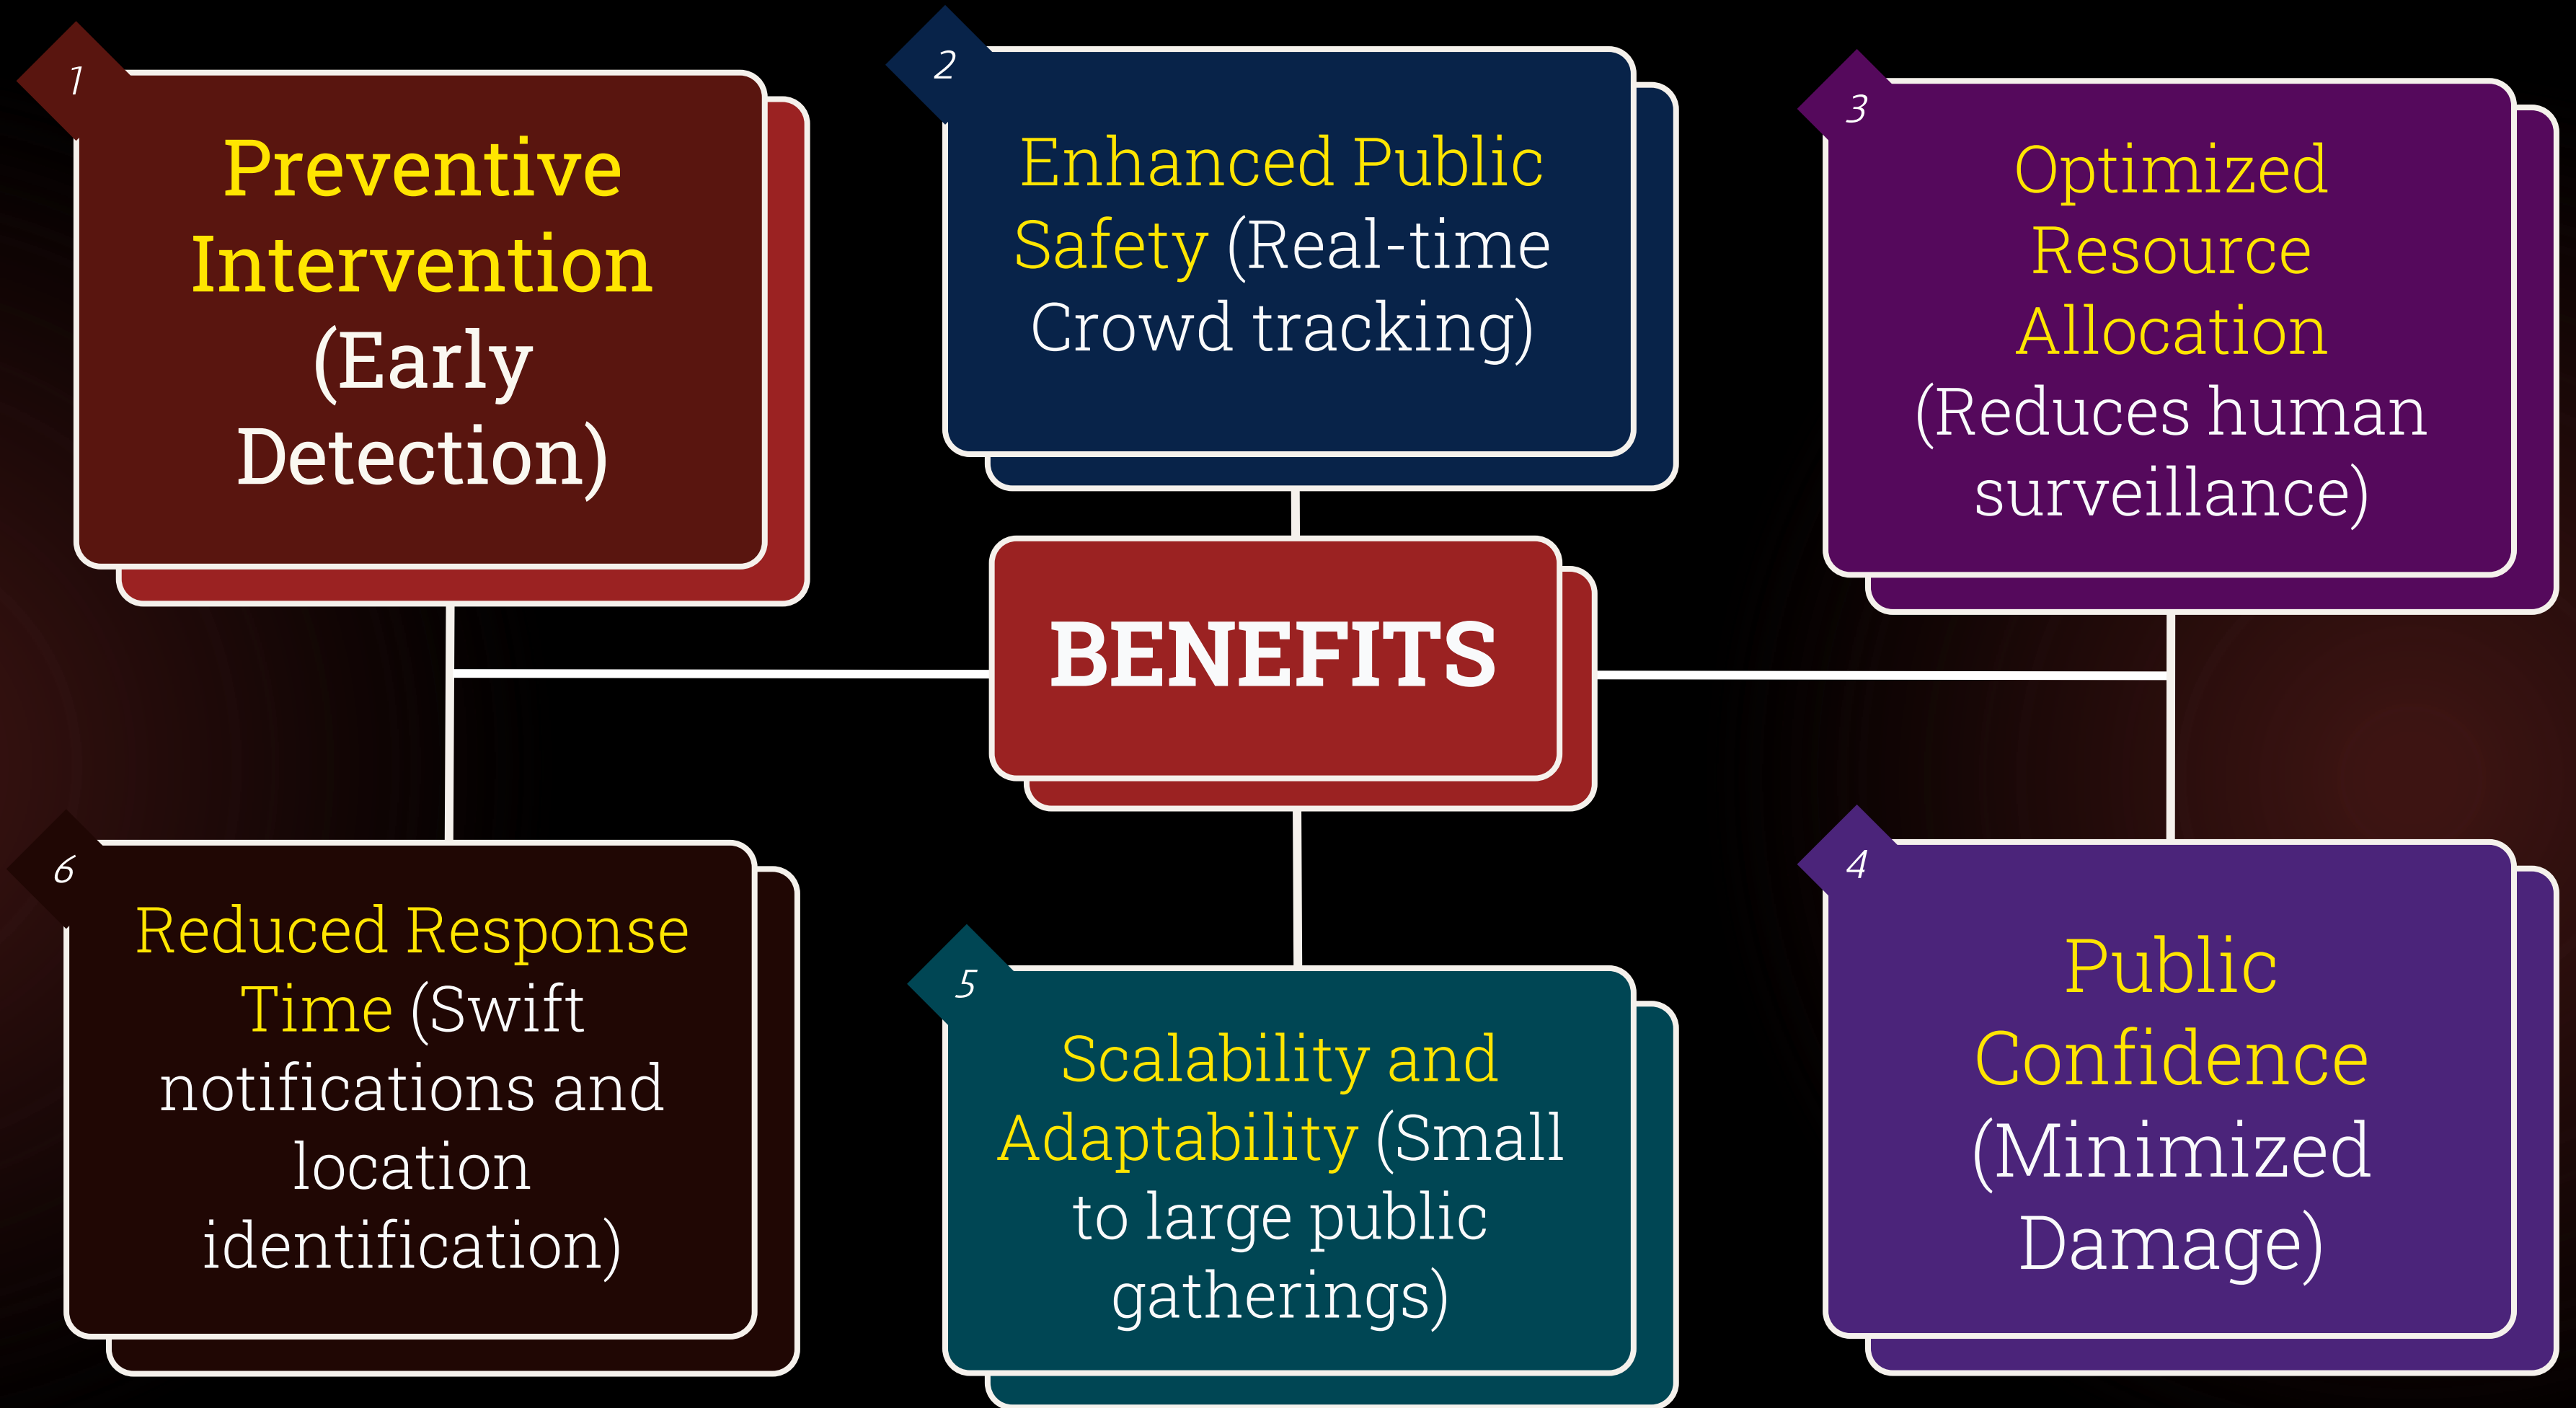 1
Preventive
Intervention
(Early
Detection)
2
Enhanced Public
Safety (Real-time
Crowd tracking)
3
Optimized
Resource
Allocation
(Reduces human
surveillance)
BENEFITS
6
Reduced Response
Time (Swift
notifications and
location
identification)
5
Scalability and
Adaptability (Small
to large public
gatherings)
4
Public
Confidence
(Minimized
Damage)